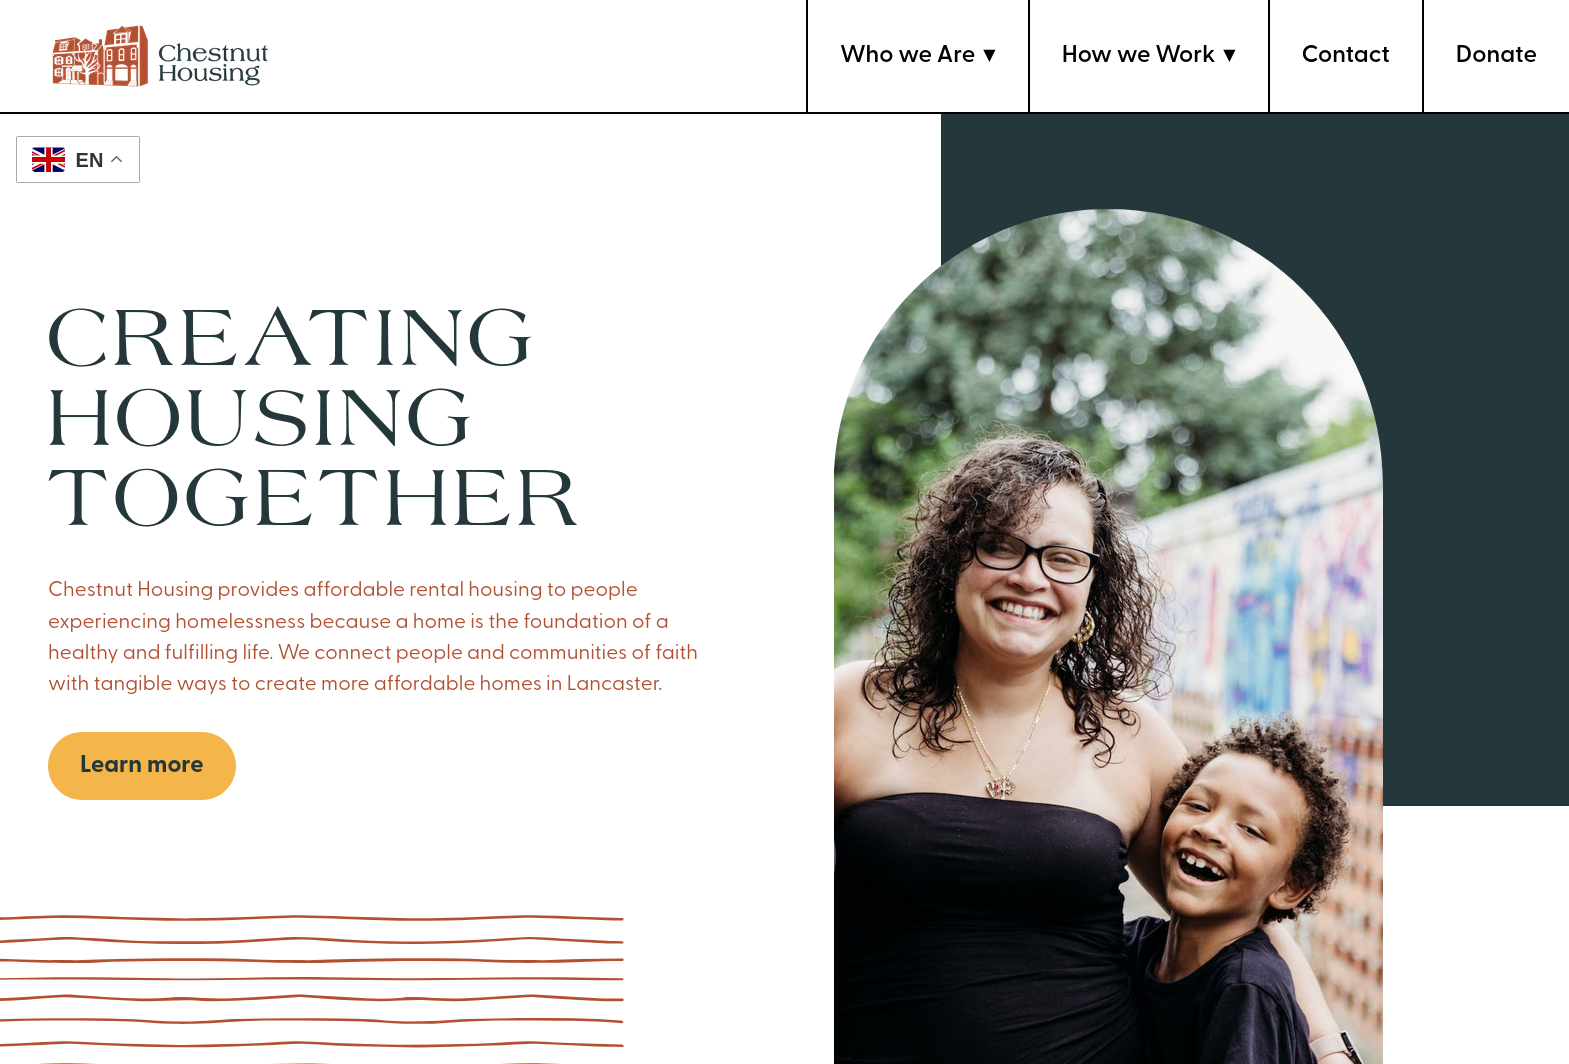 Chestnut
Housing
Who we Are ▼
How we Work ▼
Contact
Donate
EN
CREATING
HOUSING
TOGETHER
Chestnut Housing provides affordable rental housing to people
experiencing homelessness because a home is the foundation of a
healthy and fulfilling life. We connect people and communities of faith
with tangible ways to create more affordable homes in Lancaster.
Learn more